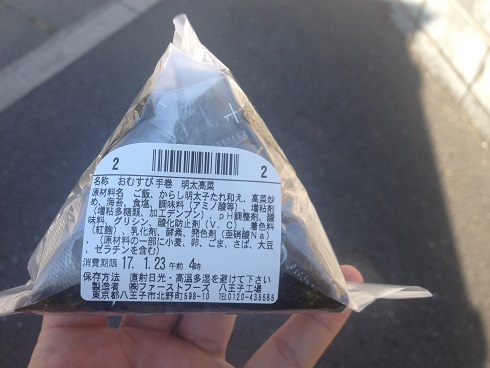 2
2
名称 おむすび 手巻 明太高菜
原材料名 ご飯、からし明太子たれ和え、高菜炒
め、海苔、食塩、調味料（アミノ酸等）、増粘剤
（増粘多糖類、加工デンプン）、pH調整剤、酸
味料、グリシン、酸化防止剤（V.C）、着色料
（紅麹）、乳化剤、酵素、発色剤（亜硝酸Na）、
（原材料の一部に小麦、卵、ごま、さば、大豆
、ゼラチンを含む）
消費期限 17. 1.23 午前 4時
保存方法 直射日光・高温多湿を避けて下さい
製造者 ㈱ファーストフーズ 八王子工場
東京都八王子市北野町598-10 TEL0120-435985